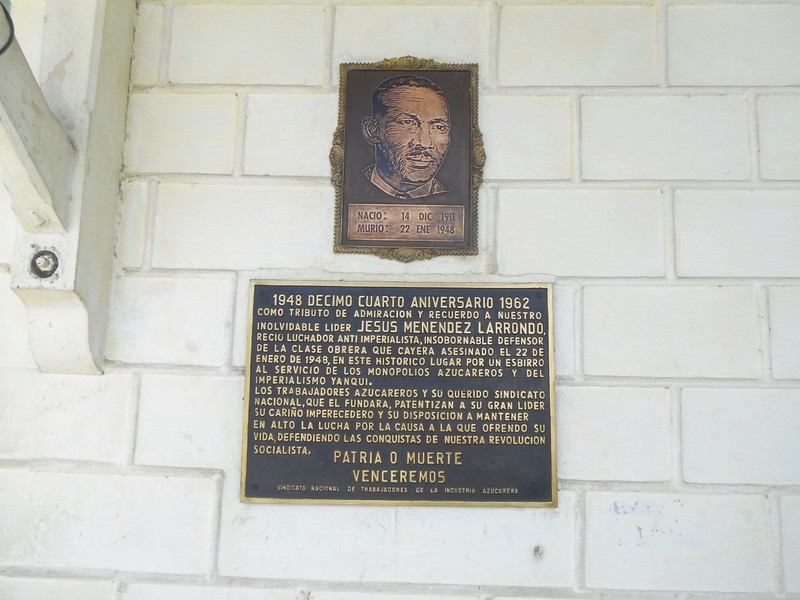 NACIO: 14 DIC 1911
MURIO: 22 ENE 1948
1948 DECIMO CUARTO ANIVERSARIO 1962
COMO TRIBUTO DE ADMIRACION Y RECUERDO A NUESTRO
INOLVIDABLE LIDER JESUS MENENDEZ LARRONDO,
RECIO LUCHADOR ANTI IMPERIALISTA, INSOBORNABLE DEFENSOR
DE LA CLASE OBRERA QUE CAYERA ASESINADO EL 22 DE
ENERO DE 1948, EN ESTE HISTORICO LUGAR POR UN ESBIRRO
AL SERVICIO DE LOS MONOPOLIOS AZUCAREROS Y DEL
IMPERIALISMO YANQUI.
LOS TRABAJADORES AZUCAREROS Y SU QUERIDO SINDICATO
NACIONAL, QUE EL FUNDARA, PATENTIZAN A SU GRAN LIDER
SU CARIÑO IMPERECEDERO Y SU DISPOSICION A MANTENER
EN ALTO LA LUCHA POR LA CAUSA A LA QUE OFRENDO SU
VIDA, DEFENDIENDO LAS CONQUISTAS DE NUESTRA REVOLUCION
SOCIALISTA.
PATRIA O MUERTE
VENCEREMOS
SINDICATO NACIONAL DE TRABAJADORES DE LA INDUSTRIA AZUCARERA